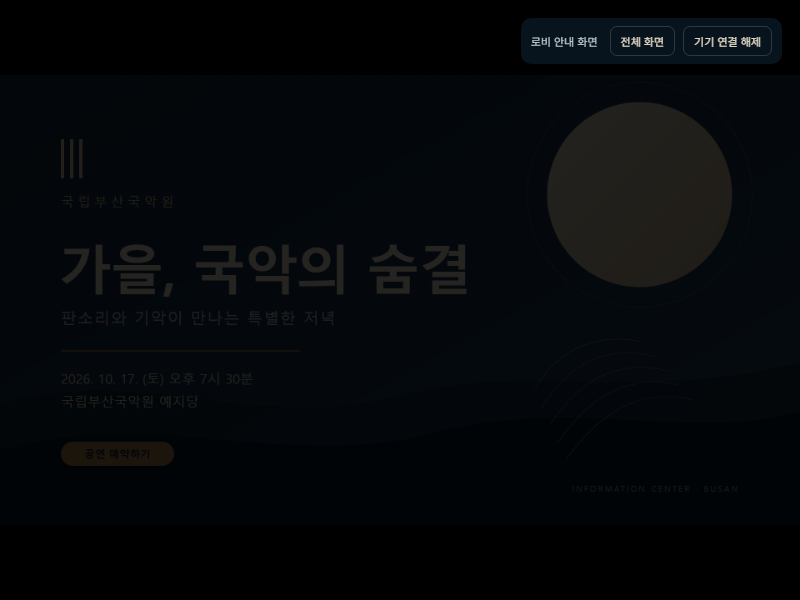 로비 안내 화면 전체 화면 기기 연결 해제
국립부산국악원
가을, 국악의 숨결
판소리와 기악이 만나는 특별한 저녁
2026. 10. 17. (토) 오후 7시 30분
국립부산국악원 예지당
공연 예약하기
INFORMATION CENTER · BUSAN